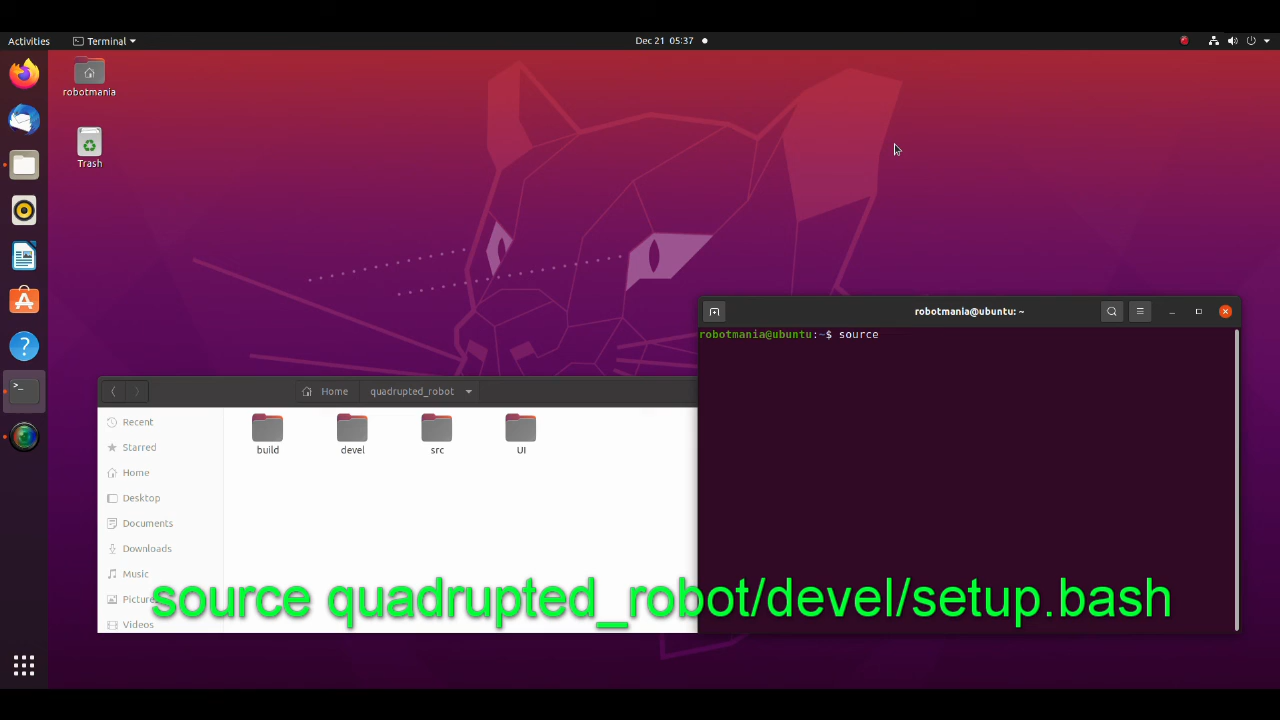 Activities
Terminal
Dec 21 05:37
robotmania
Trash
robotmania@ubuntu: ~
robotmania@ubuntu:~$ source
Home
quadrupted_robot
Recent
Starred
Home
Desktop
Documents
Downloads
Music
Pictures
Videos
build
devel
src
UI
source quadrupted_robot/devel/setup.bash